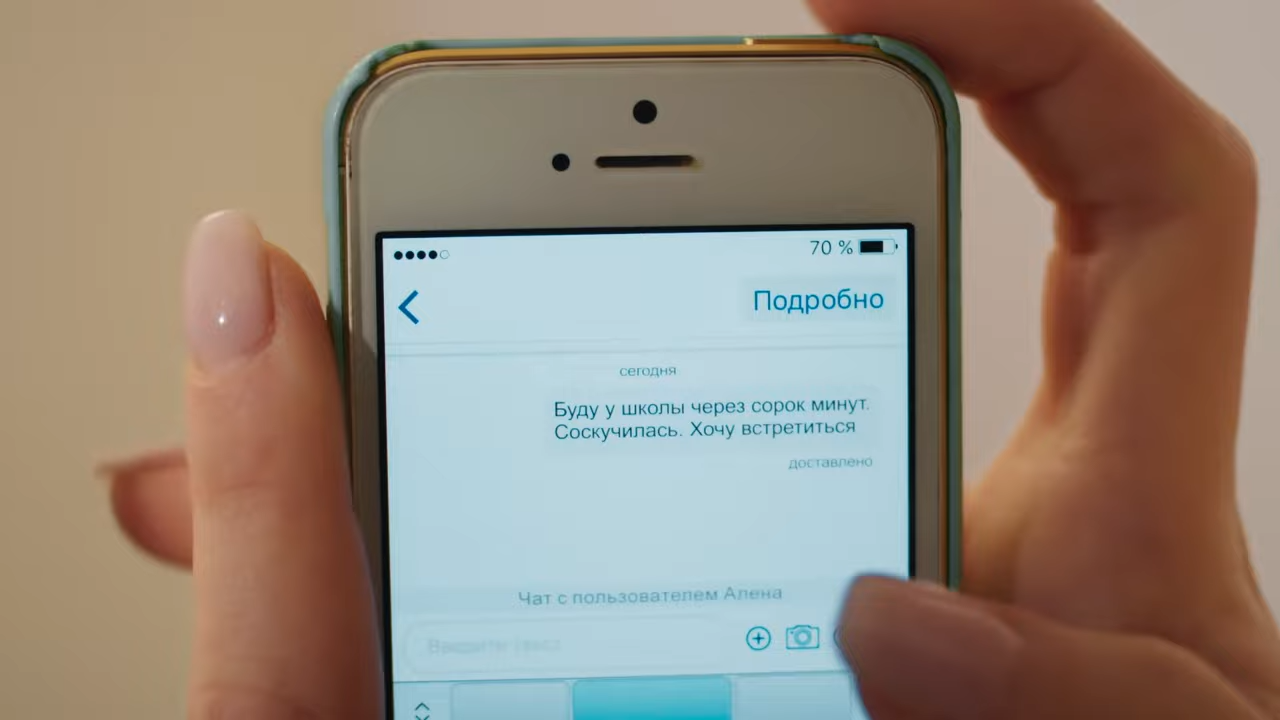 70 %
Подробно
сегодня
Буду у школы через сорок минут.
Соскучилась. Хочу встретиться
доставлено
Чат с пользователем Алена